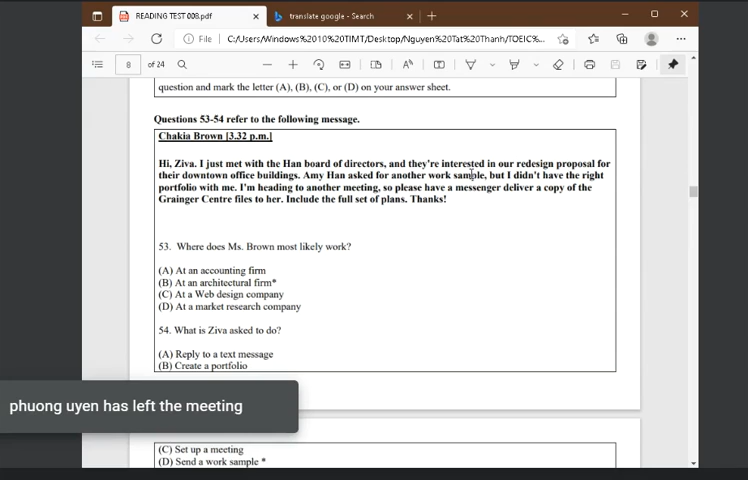 READING TEST 008.pdf
translate google - Search
File
C:/Users/Windows%2010%20TIMT/Desktop/Nguyen%20Tat%20Thanh/TOEIC%...
8 of 24
question and mark the letter (A), (B), (C), or (D) on your answer sheet.
Questions 53-54 refer to the following message.
Chakia Brown [3.32 p.m.]
Hi, Ziva. I just met with the Han board of directors, and they're interested in our redesign proposal for
their downtown office buildings. Amy Han asked for another work sample, but I didn't have the right
portfolio with me. I'm heading to another meeting, so please have a messenger deliver a copy of the
Grainger Centre files to her. Include the full set of plans. Thanks!
53. Where does Ms. Brown most likely work?
(A) At an accounting firm
(B) At an architectural firm*
(C) At a Web design company
(D) At a market research company
54. What is Ziva asked to do?
(A) Reply to a text message
(B) Create a portfolio
phuong uyen has left the meeting
(C) Set up a meeting
(D) Send a work sample *